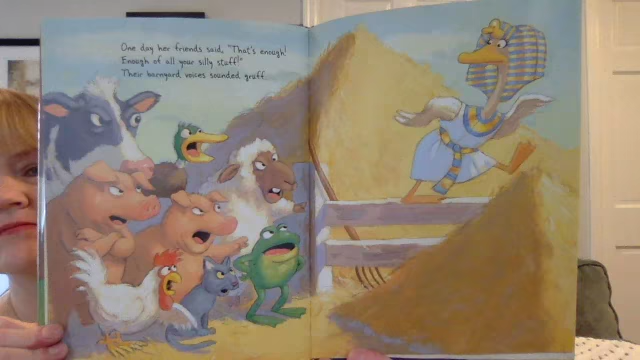 One day her friends said, "That's enough!
Enough of all your silly stuff!"
Their barnyard voices sounded gruff.